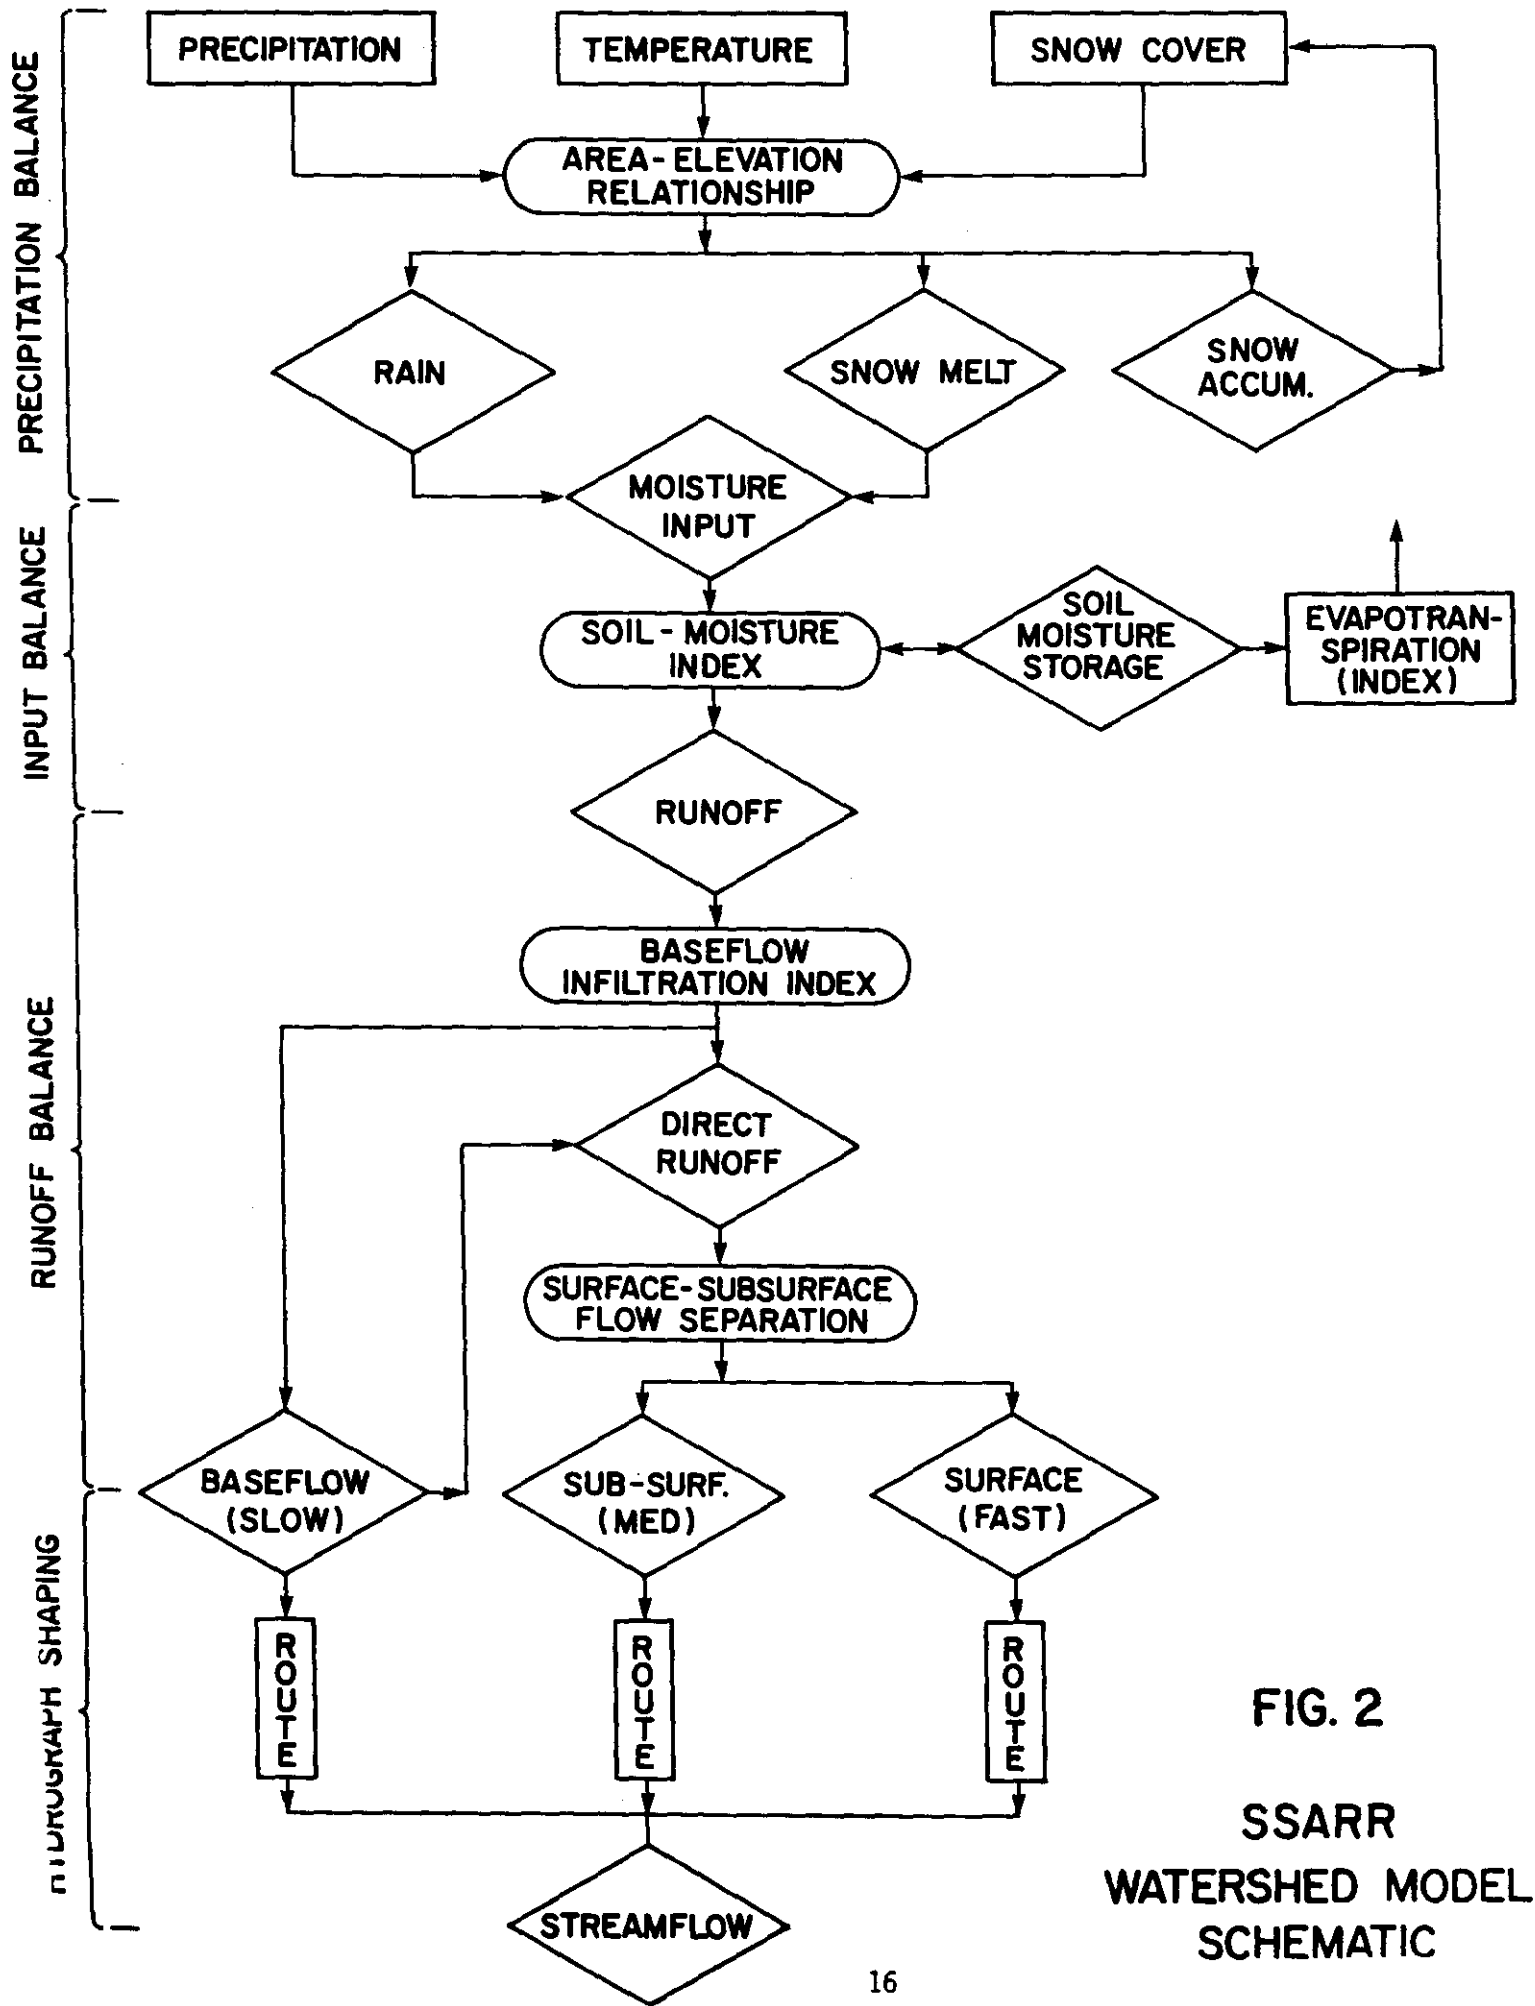 PRECIPITATION
TEMPERATURE
SNOW COVER
AREA-ELEVATION
RELATIONSHIP
RAIN
SNOW MELT
SNOW
ACCUM.
MOISTURE
INPUT
SOIL-MOISTURE
INDEX
SOIL
MOISTURE
STORAGE
EVAPOTRAN-
SPIRATION
(INDEX)
RUNOFF
BASEFLOW
INFILTRATION INDEX
DIRECT
RUNOFF
SURFACE-SUBSURFACE
FLOW SEPARATION
BASEFLOW
(SLOW)
SUB-SURF.
(MED)
SURFACE
(FAST)
ROUTE
ROUTE
ROUTE
STREAMFLOW
PRECIPITATION BALANCE
INPUT BALANCE
RUNOFF BALANCE
HYDROGRAPH SHAPING
FIG. 2
SSARR
WATERSHED MODEL
SCHEMATIC
16